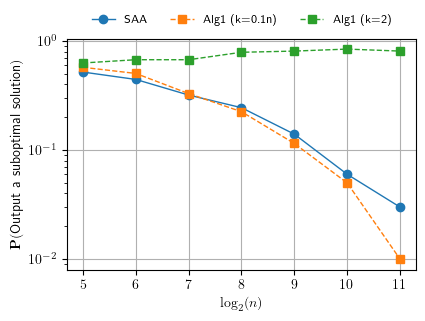 SAA Alg1 (k=0.1n) Alg1 (k=2)
P(Output a suboptimal solution)
10⁰
10⁻¹
10⁻²
5 6 7 8 9 10 11
log₂(n)